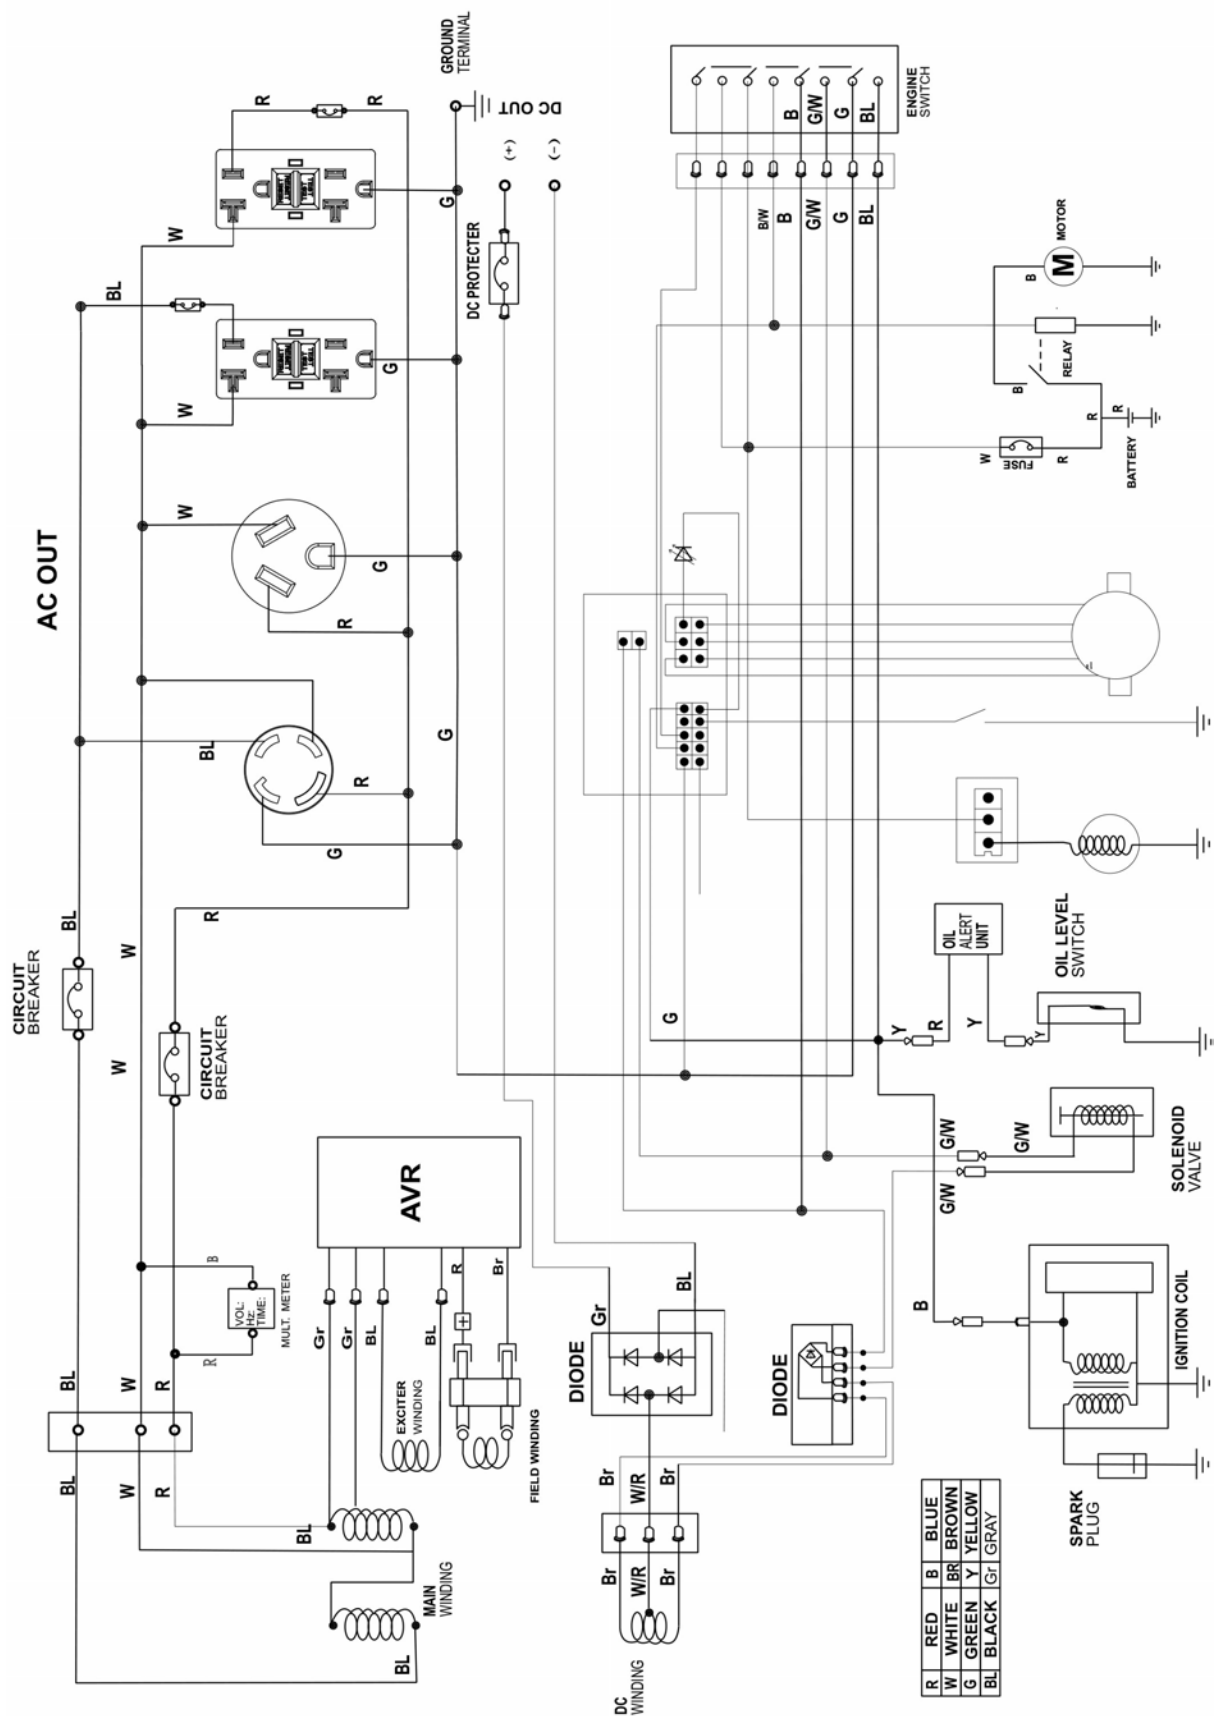 AC OUT
CIRCUIT
BREAKER
CIRCUIT
BREAKER
BL
W
R
BL
W
R
BL
W
W
R
BL
BL
G
R
W
R
G
W
BL
W
G
R
R
G
G
GROUND
TERMINAL
DC OUT
(+)
(-)
DC PROTECTER
VOL:
Hz:
TIME:
MULT. METER
B
R
AVR
Gr
Gr
BL
BL
R
Br
+
EXCITER
WINDING
FIELD WINDING
BL
MAIN
WINDING
BL
DIODE
Gr
BL
DIODE
Br
W/R
Br
Br
W/R
Br
DC
WINDING
ENGINE
SWITCH
B
G/W
G
BL
B/W
B
G/W
G
BL
MOTOR
M
B
RELAY
B
R
R
BATTERY
W
FUSE
R
G
OIL
ALERT
UNIT
Y
R
Y
Y
OIL LEVEL
SWITCH
G/W
G/W
G/W
SOLENOID
VALVE
B
IGNITION COIL
SPARK
PLUG
R RED B BLUE
W WHITE BR BROWN
G GREEN Y YELLOW
BL BLACK Gr GRAY